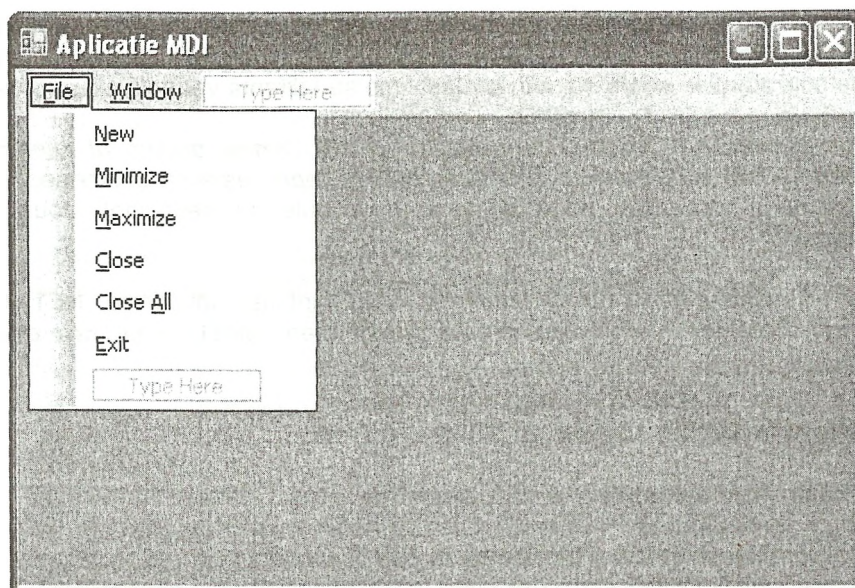 Aplicatie MDI
File Window Type Here
New
Minimize
Maximize
Close
Close All
Exit
Type Here